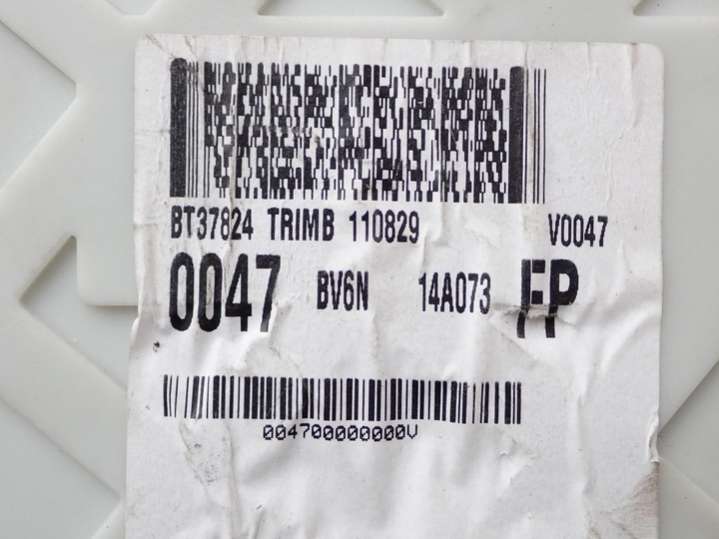 BT37824 TRIMB 110829 V0047
0047 BV6N 14A073 FP
004700000000V